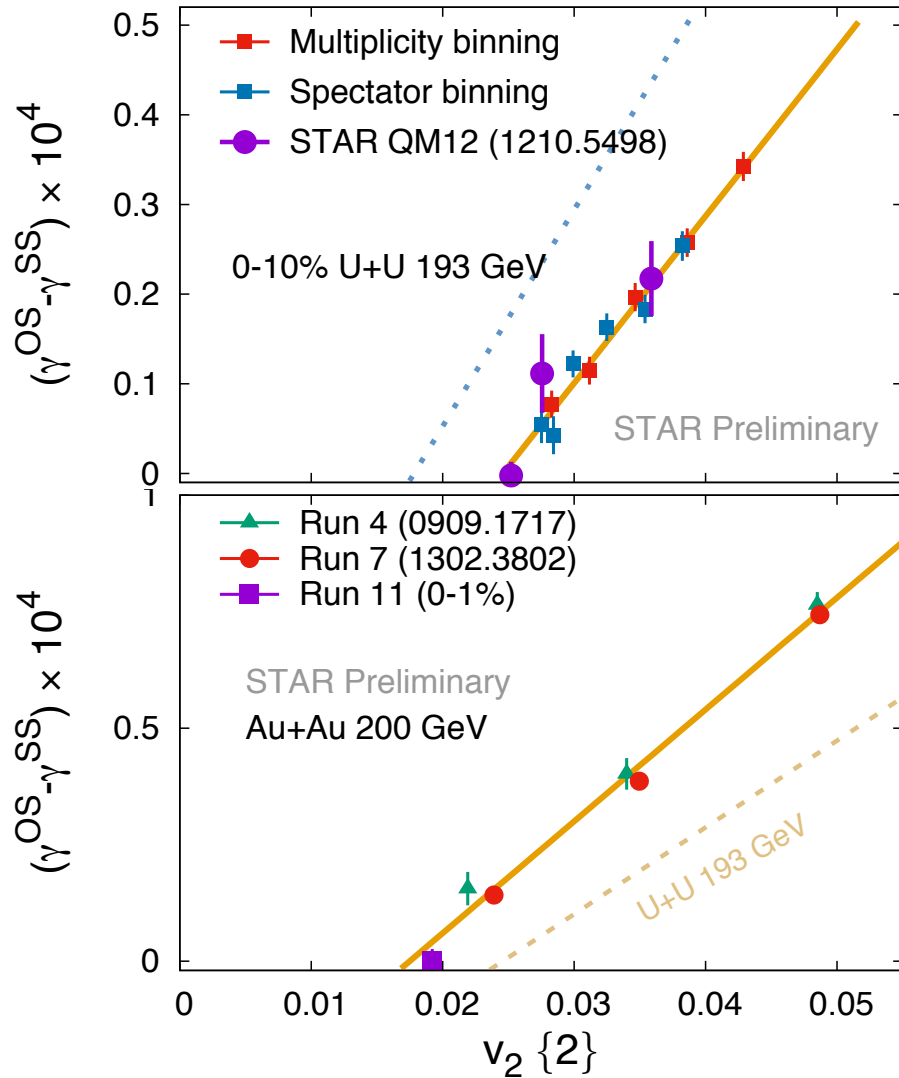 0.5
0.4
0.3
0.2
0.1
0
(γ^OS-γ^SS) × 10^4
Multiplicity binning
Spectator binning
STAR QM12 (1210.5498)
0-10% U+U 193 GeV
STAR Preliminary
1
0.5
0
(γ^OS-γ^SS) × 10^4
Run 4 (0909.1717)
Run 7 (1302.3802)
Run 11 (0-1%)
STAR Preliminary
Au+Au 200 GeV
U+U 193 GeV
0 0.01 0.02 0.03 0.04 0.05
v_2 {2}